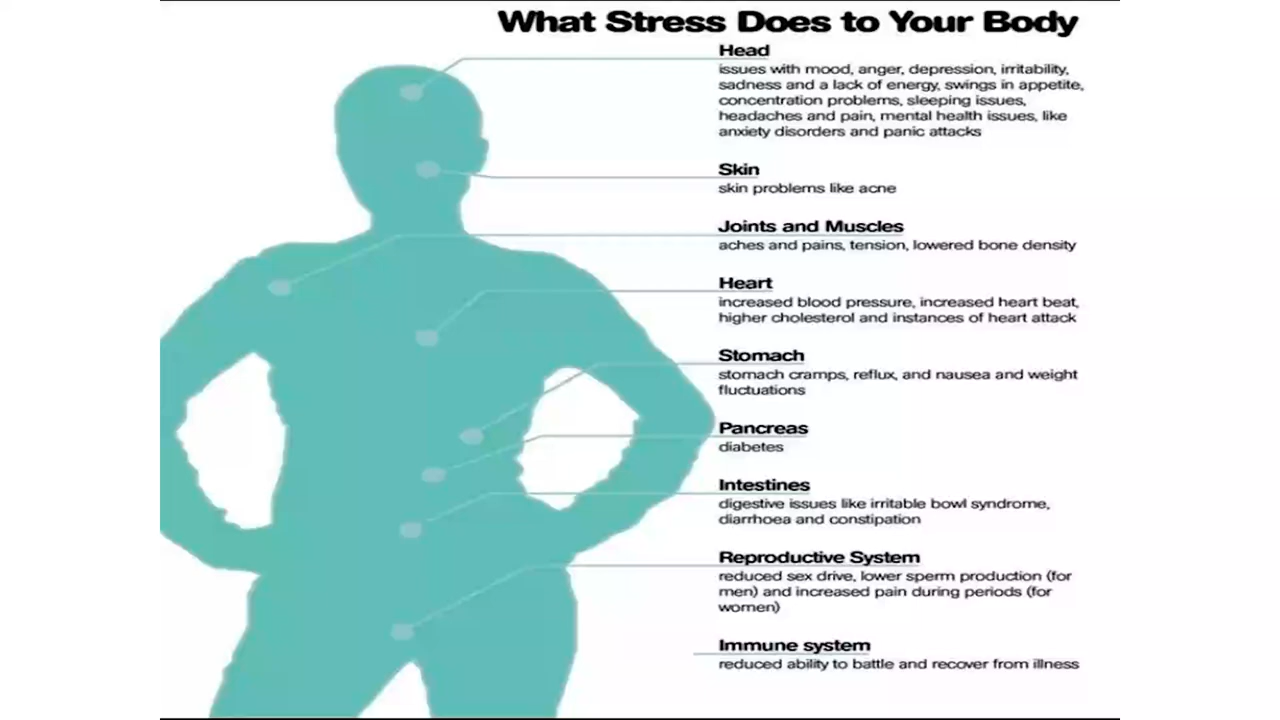 What Stress Does to Your Body
Head
issues with mood, anger, depression, irritability,
sadness and a lack of energy, swings in appetite,
concentration problems, sleeping issues,
headaches and pain, mental health issues, like
anxiety disorders and panic attacks
Skin
skin problems like acne
Joints and Muscles
aches and pains, tension, lowered bone density
Heart
increased blood pressure, increased heart beat,
higher cholesterol and instances of heart attack
Stomach
stomach cramps, reflux, and nausea and weight
fluctuations
Pancreas
diabetes
Intestines
digestive issues like irritable bowl syndrome,
diarrhoea and constipation
Reproductive System
reduced sex drive, lower sperm production (for
men) and increased pain during periods (for
women)
Immune system
reduced ability to battle and recover from illness